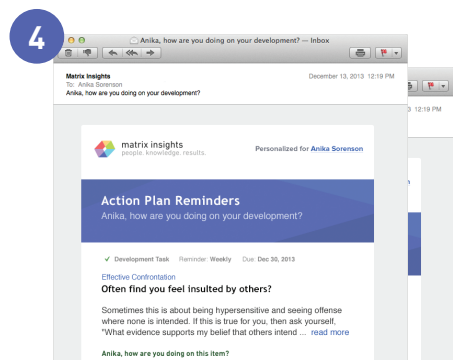 4
Anika, how are you doing on your development? — Inbox
Matrix Insights
December 13, 2013 12:19 PM
To: Anika Sorenson
Anika, how are you doing on your development?
3 12:19 PM
matrix insights
people. knowledge. results.
Personalized for Anika Sorenson
Action Plan Reminders
Anika, how are you doing on your development?
✓ Development Task Reminder: Weekly Due: Dec 30, 2013
Effective Confrontation
Often find you feel insulted by others?
Sometimes this is about being hypersensitive and seeing offense
where none is intended. If this is true for you, then ask yourself,
"What evidence supports my belief that others intend ... read more
Anika, how are you doing on this item?